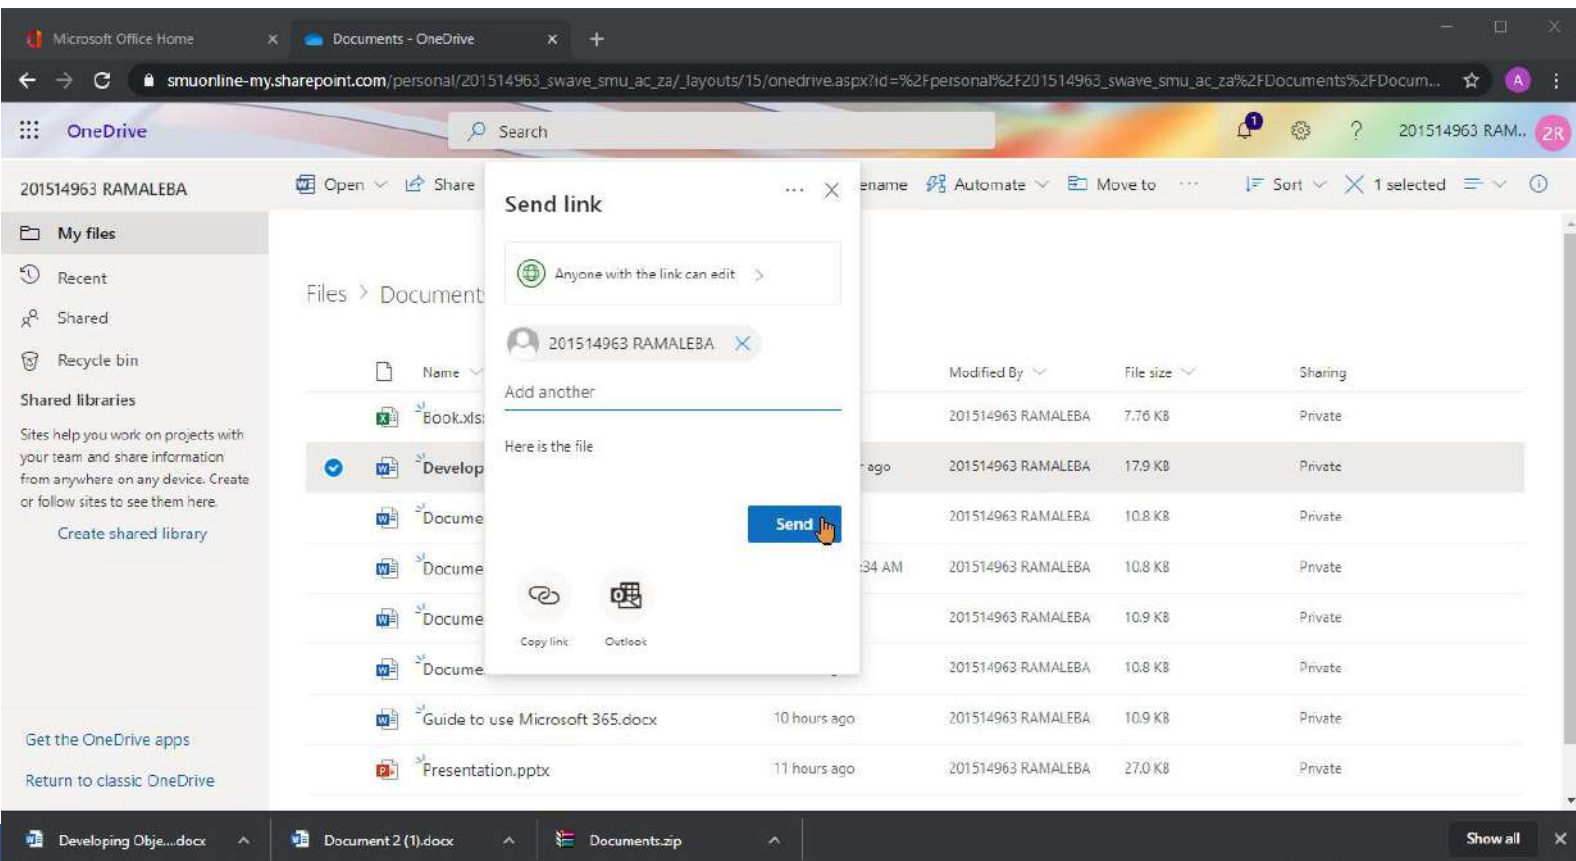 Microsoft Office Home
Documents - OneDrive
smuonline-my.sharepoint.com/personal/201514963_swave_smu_ac_za/_layouts/15/onedrive.aspx?id=%2Fpersonal%2F201514963_swave_smu_ac_za%2FDocuments%2FDocum...
A
OneDrive
Search
1
?
201514963 RAM..
2R
201514963 RAMALEBA
Open
Share
ename
Automate
Move to
Sort
1 selected
My files
Recent
Shared
Recycle bin
Shared libraries
Sites help you work on projects with
your team and share information
from anywhere on any device. Create
or follow sites to see them here.
Create shared library
Get the OneDrive apps
Return to classic OneDrive
Send link
Anyone with the link can edit
201514963 RAMALEBA
Add another
Here is the file
Send
Copy link
Outlook
Files > Document
Name
Modified By
File size
Sharing
Book.xls
201514963 RAMALEBA
7.76 KB
Private
Develop
ago
201514963 RAMALEBA
17.9 KB
Private
Docume
201514963 RAMALEBA
10.8 KB
Private
Docume
:34 AM
201514963 RAMALEBA
10.8 KB
Private
Docume
201514963 RAMALEBA
10.9 KB
Private
Docume
201514963 RAMALEBA
10.8 KB
Private
Guide to use Microsoft 365.docx
10 hours ago
201514963 RAMALEBA
10.9 KB
Private
Presentation.pptx
11 hours ago
201514963 RAMALEBA
27.0 KB
Private
Developing Obje....docx
Document 2 (1).docx
Documents.zip
Show all